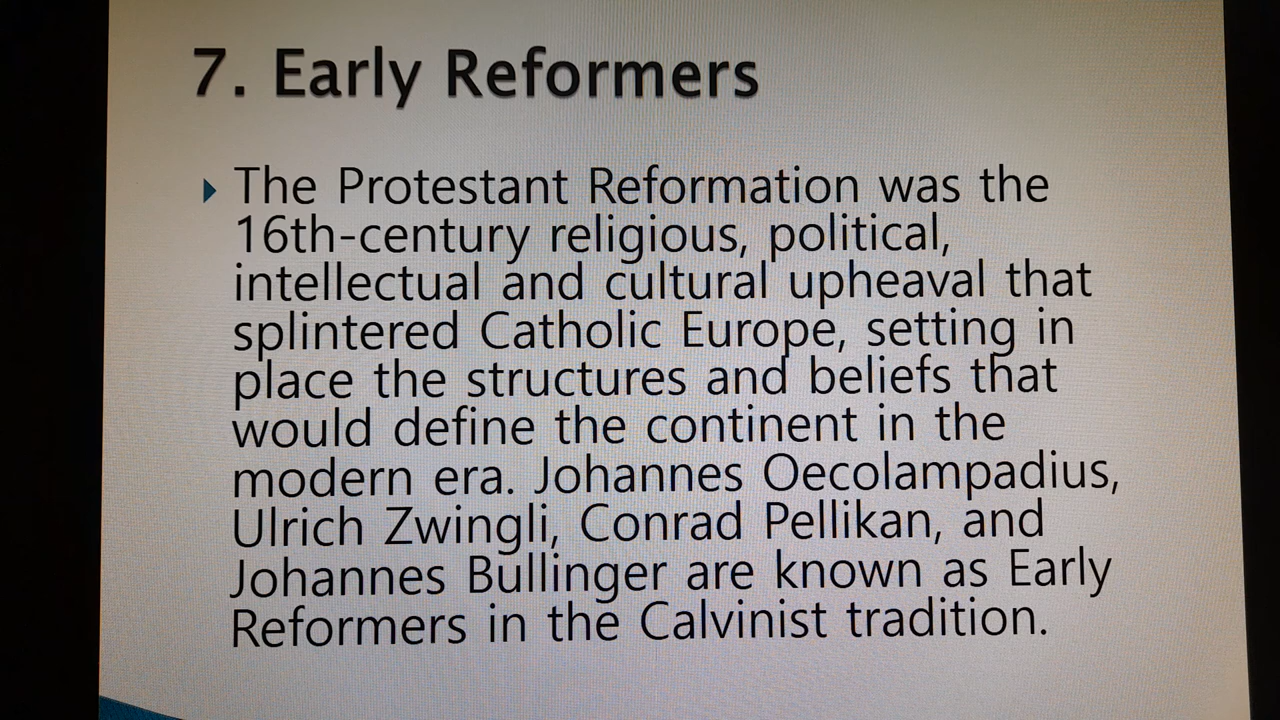 7. Early Reformers
The Protestant Reformation was the
16th-century religious, political,
intellectual and cultural upheaval that
splintered Catholic Europe, setting in
place the structures and beliefs that
would define the continent in the
modern era. Johannes Oecolampadius,
Ulrich Zwingli, Conrad Pellikan, and
Johannes Bullinger are known as Early
Reformers in the Calvinist tradition.